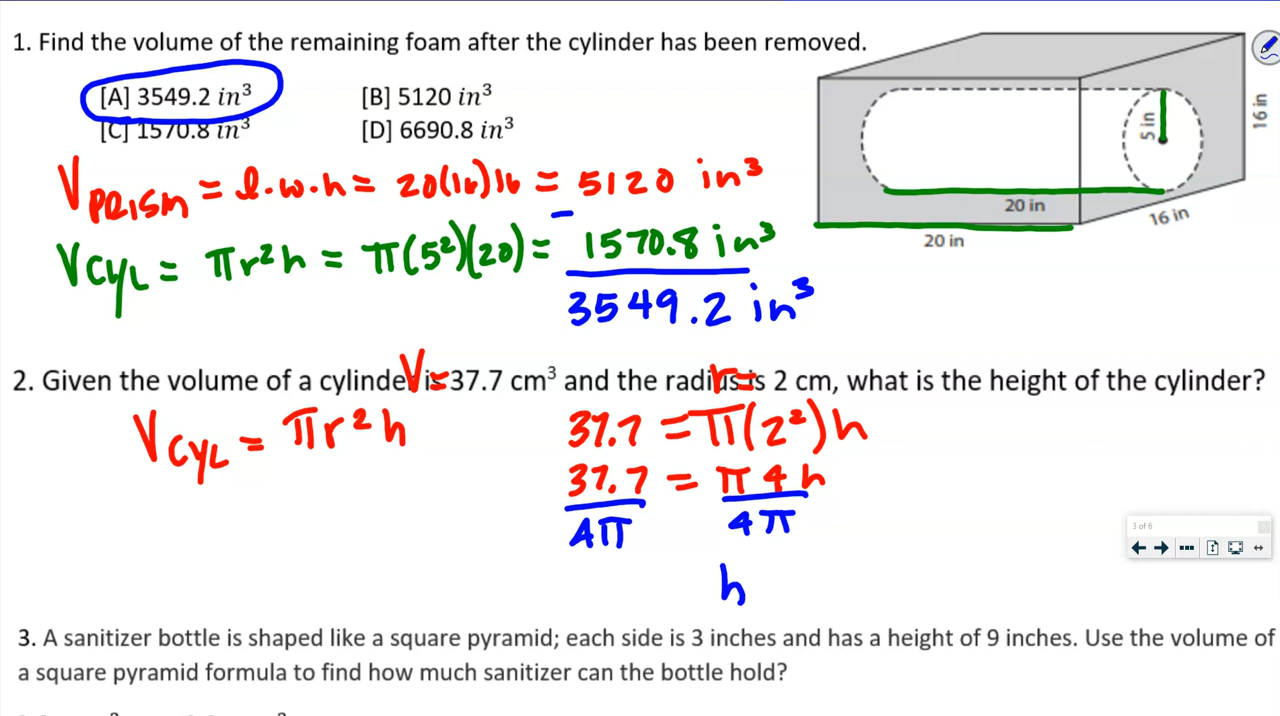 1. Find the volume of the remaining foam after the cylinder has been removed.
[A] 3549.2 in³ [B] 5120 in³
[C] 1570.8 in³ [D] 6690.8 in³
5 in
16 in
20 in
16 in
20 in
V PRISM = l·w·h = 20(16)16 = 5120 in³
V CYL = πr²h = π(5²)(20) = − 1570.8 in³
3549.2 in³
2. Given the volume of a cylinder is 37.7 cm³ and the radius is 2 cm, what is the height of the cylinder?
V= r=
V CYL = πr²h 37.7 = π(2²)h
37.7 = π 4 h
4π 4π
h
3 of 6
3. A sanitizer bottle is shaped like a square pyramid; each side is 3 inches and has a height of 9 inches. Use the volume of
a square pyramid formula to find how much sanitizer can the bottle hold?